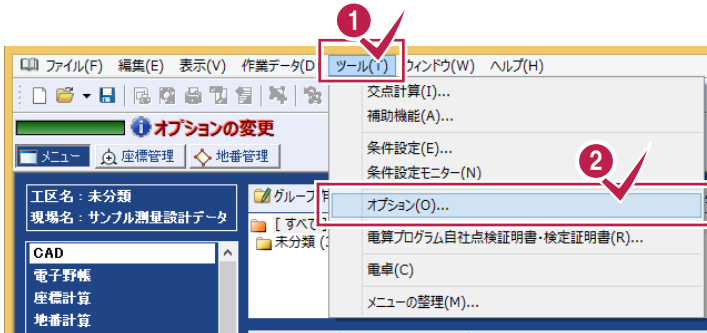 1
ファイル(F) 編集(E) 表示(V) 作業データ(D ツール(T) ウィンドウ(W) ヘルプ(H)
オプションの変更
メニュー 座標管理 地番管理
交点計算(I)...
補助機能(A)...
条件設定(E)...
条件設定モニター(N)
2
オプション(O)...
電算プログラム自社点検証明書・検定証明書(R)...
電卓(C)
メニューの整理(M)...
工区名:未分類
現場名:サンプル測量設計データ
グループ
[ すべて
未分類 (
CAD
電子野帳
座標計算
地番計算